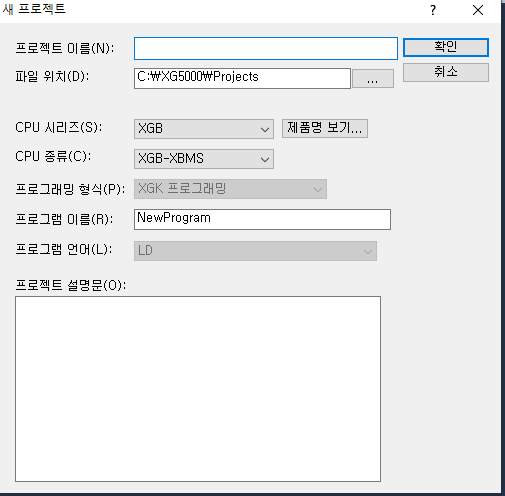 새 프로젝트
프로젝트 이름(N):
확인
파일 위치(D):
C:₩XG5000₩Projects
...
취소
CPU 시리즈(S):
XGB
제품명 보기...
CPU 종류(C):
XGB-XBMS
프로그래밍 형식(P):
XGK 프로그래밍
프로그램 이름(R):
NewProgram
프로그램 언어(L):
LD
프로젝트 설명문(O):